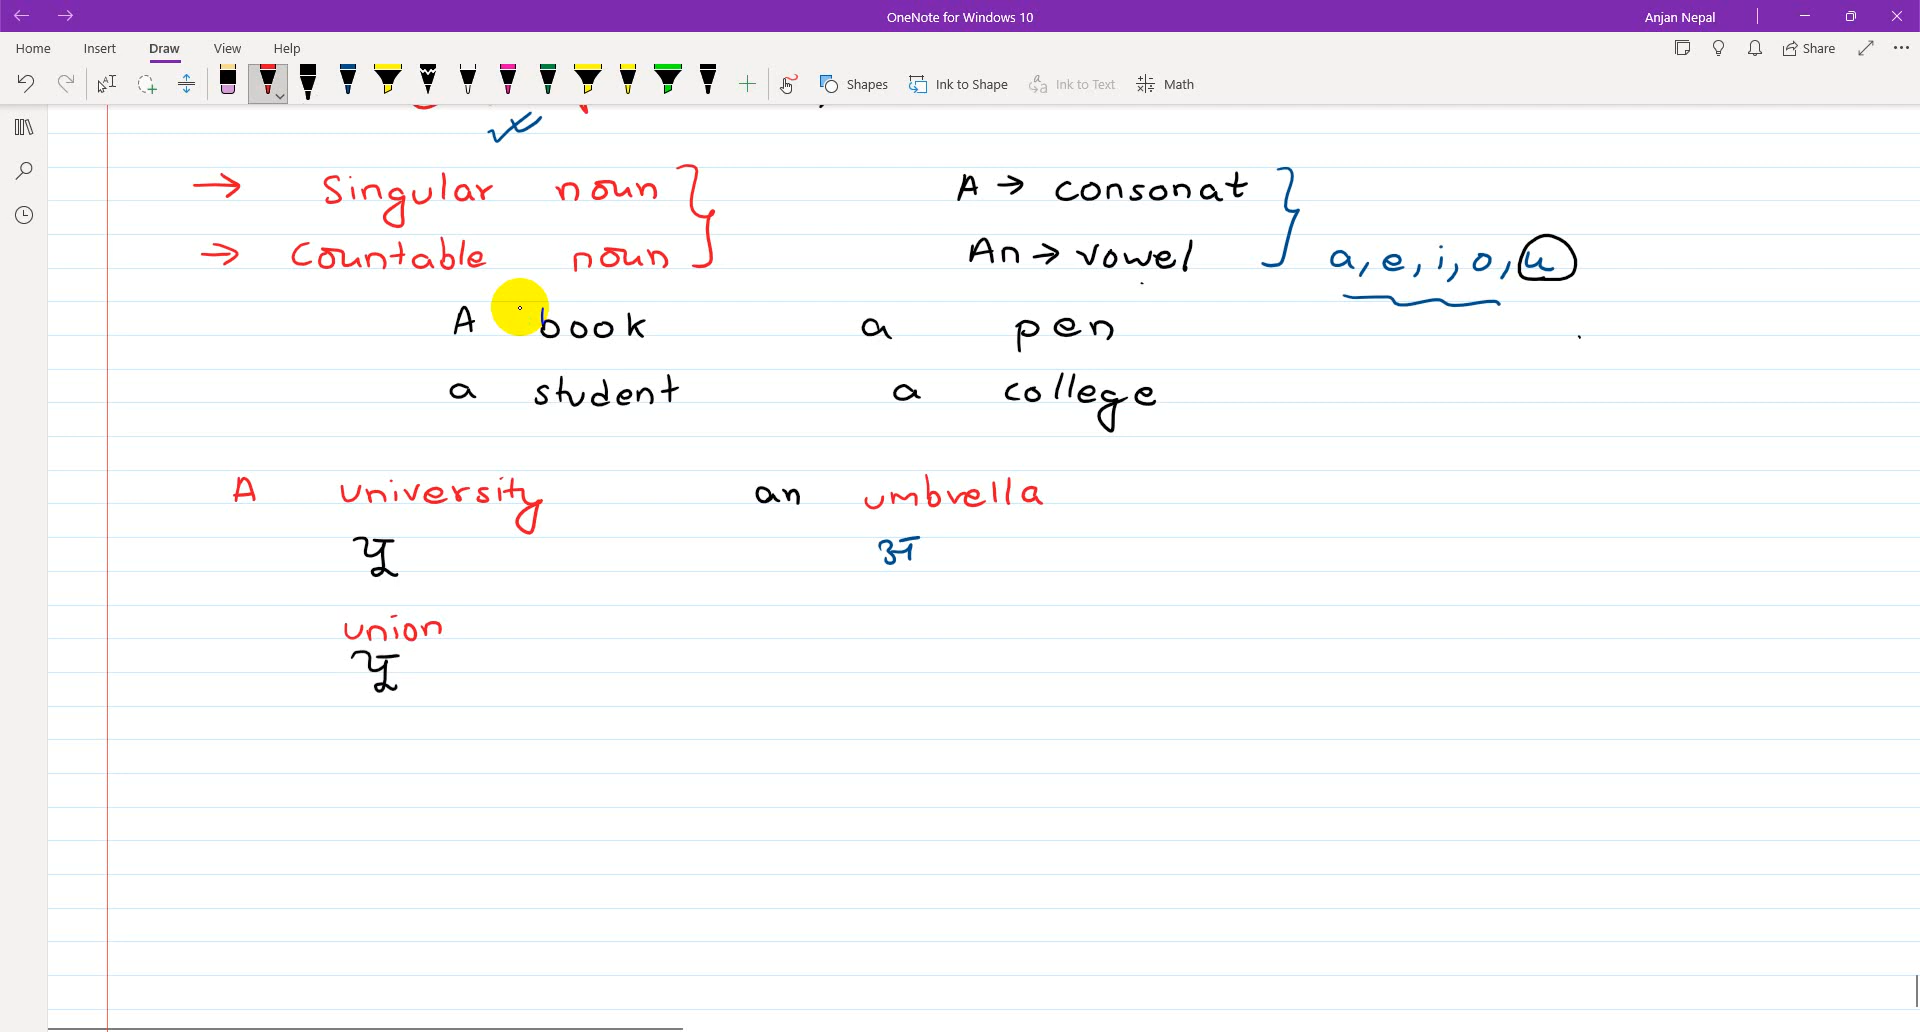 OneNote for Windows 10
Anjan Nepal
Home Insert Draw View Help
Share
Shapes Ink to Shape Ink to Text Math
→ Singular noun A → consonat
→ Countable noun An → vowel a, e, i, o, u
A book a pen
a student a college
A university an umbrella
यु अ
union
यु